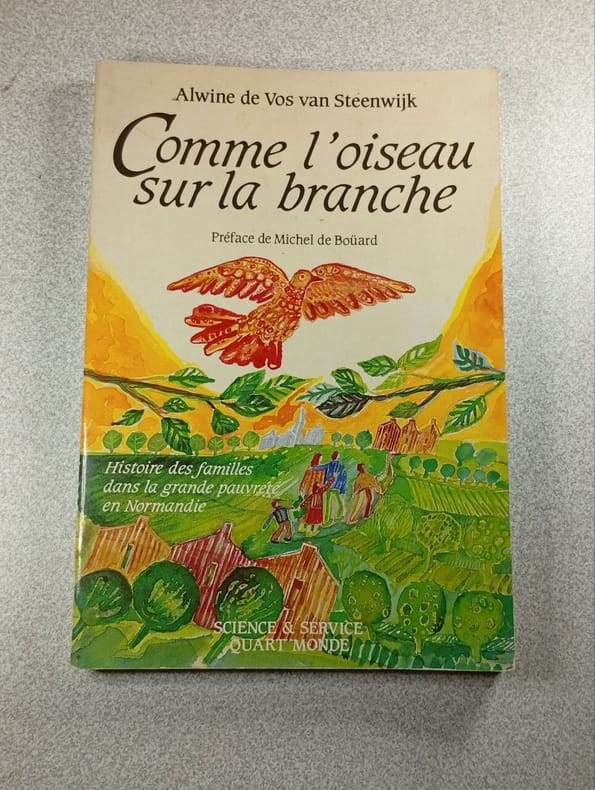 Alwine de Vos van Steenwijk
Comme l'oiseau
sur la branche
Préface de Michel de Boüard
Histoire des familles
dans la grande pauvreté
en Normandie
SCIENCE & SERVICE
QUART MONDE